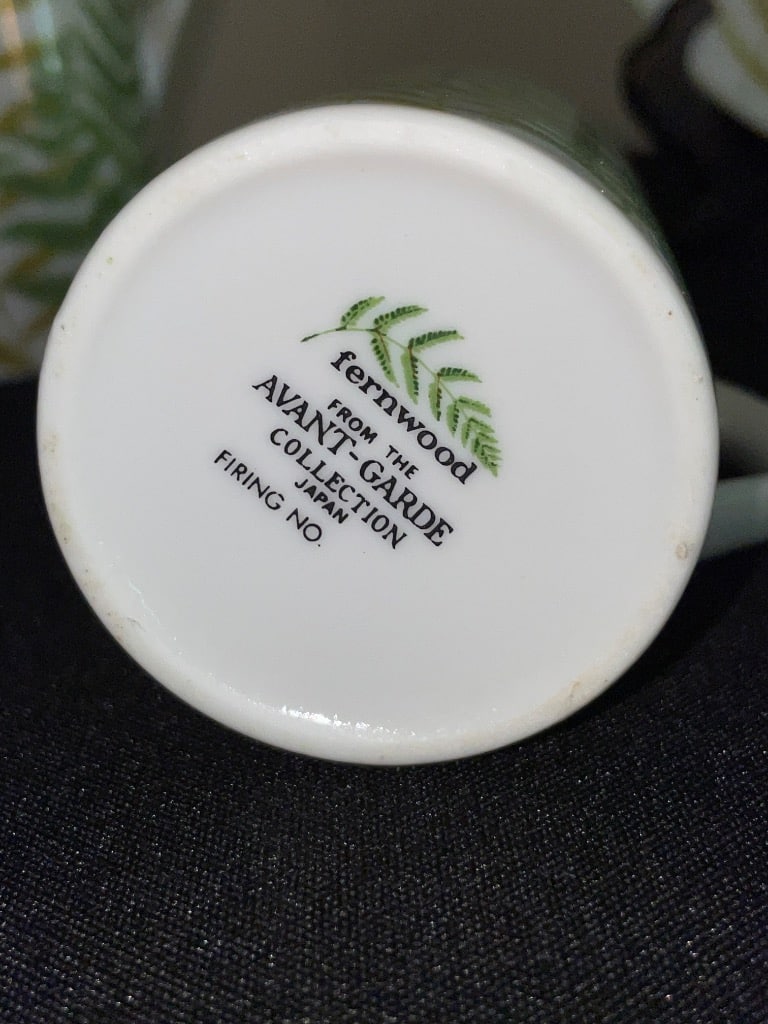 fernwood
FROM THE
AVANT-GARDE
COLLECTION
JAPAN
FIRING NO.